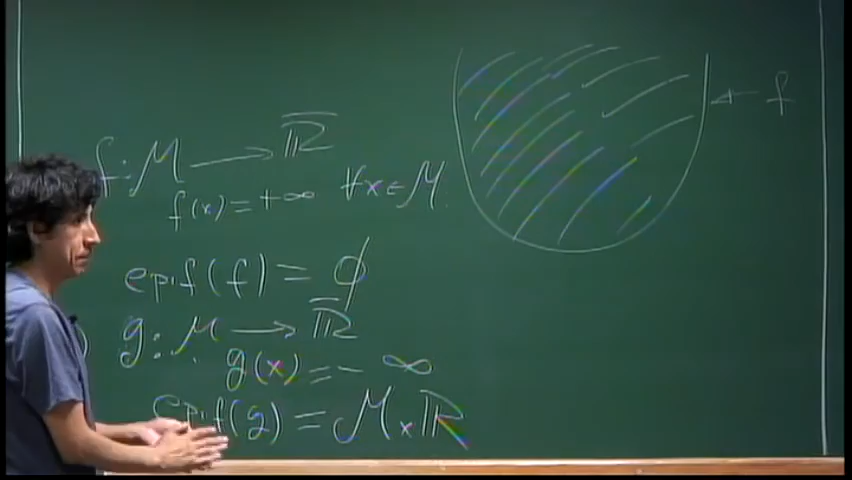 f: M → ℝ̅
f(x) = +∞ ∀x ∈ M.
epif(f) = ϕ
) g: M → ℝ̅
g(x) = -∞
epif(g) = M x ℝ
f